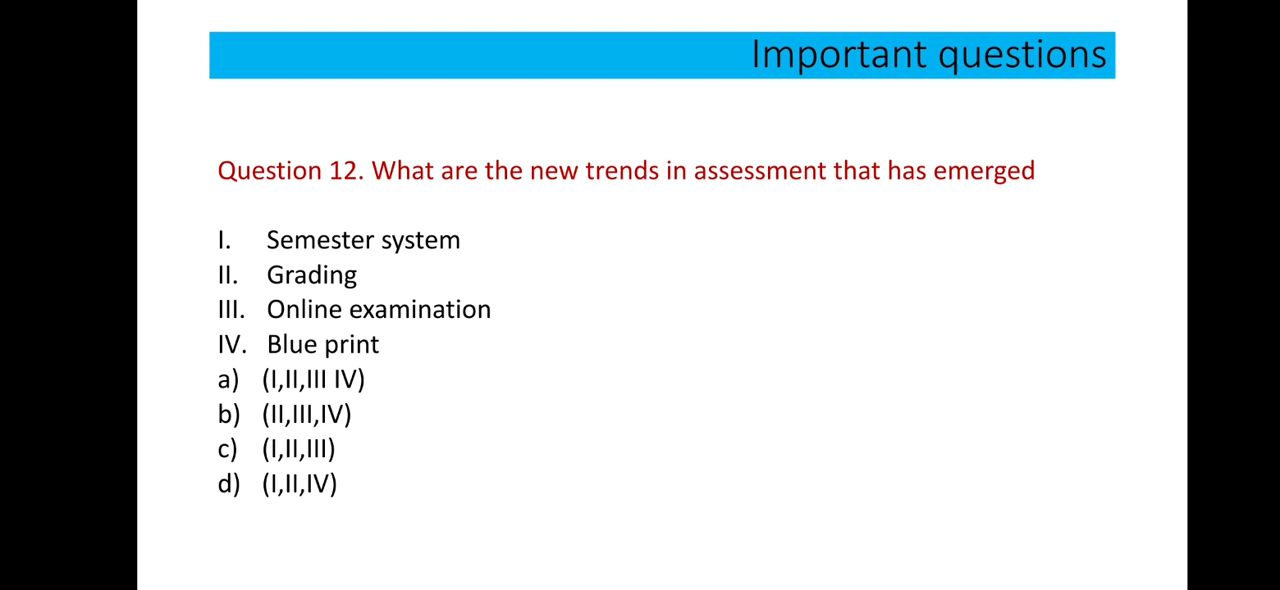 Important questions
Question 12. What are the new trends in assessment that has emerged
I. Semester system
II. Grading
III. Online examination
IV. Blue print
a) (I,II,III IV)
b) (II,III,IV)
c) (I,II,III)
d) (I,II,IV)